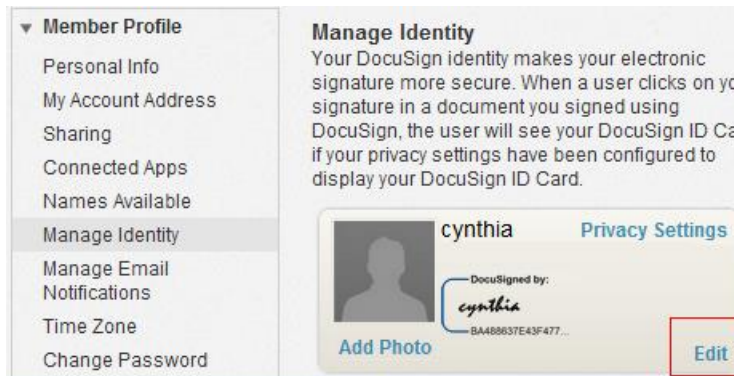 Member Profile
Personal Info
My Account Address
Sharing
Connected Apps
Names Available
Manage Identity
Manage Email
Notifications
Time Zone
Change Password
Manage Identity
Your DocuSign identity makes your electronic
signature more secure. When a user clicks on yo
signature in a document you signed using
DocuSign, the user will see your DocuSign ID Ca
if your privacy settings have been configured to
display your DocuSign ID Card.
cynthia
Privacy Settings
DocuSigned by:
cynthia
BA488637E43F477...
Add Photo
Edit